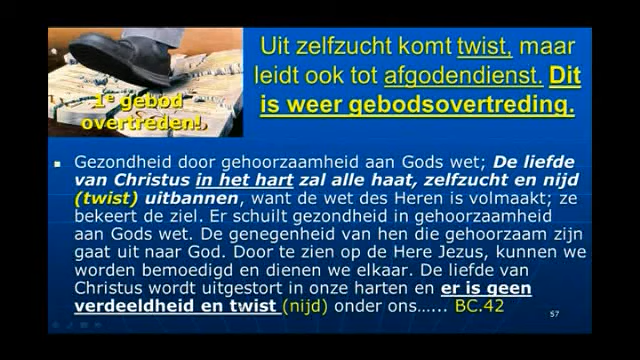 Uit zelfzucht komt twist, maar
leidt ook tot afgodendienst. Dit
is weer gebodsovertreding.
1e gebod
overtreden!
Gezondheid door gehoorzaamheid aan Gods wet; De liefde
van Christus in het hart zal alle haat, zelfzucht en nijd
(twist) uitbannen, want de wet des Heren is volmaakt; ze
bekeert de ziel. Er schuilt gezondheid in gehoorzaamheid
aan Gods wet. De genegenheid van hen die gehoorzaam zijn
gaat uit naar God. Door te zien op de Here Jezus, kunnen we
worden bemoedigd en dienen we elkaar. De liefde van
Christus wordt uitgestort in onze harten en er is geen
verdeeldheid en twist (nijd) onder ons…... BC.42
57